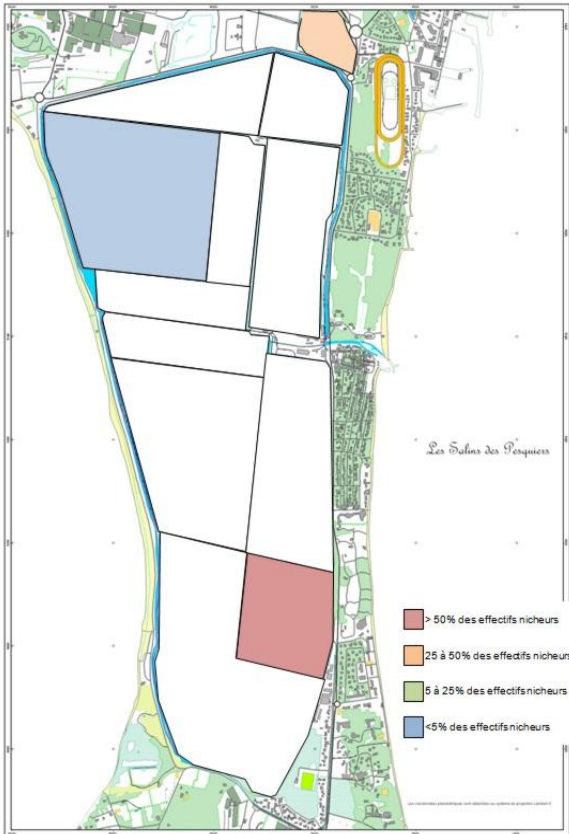 Les Salins des Pesquiers
> 50% des effectifs nicheurs
25 à 50% des effectifs nicheurs
5 à 25% des effectifs nicheurs
<5% des effectifs nicheurs